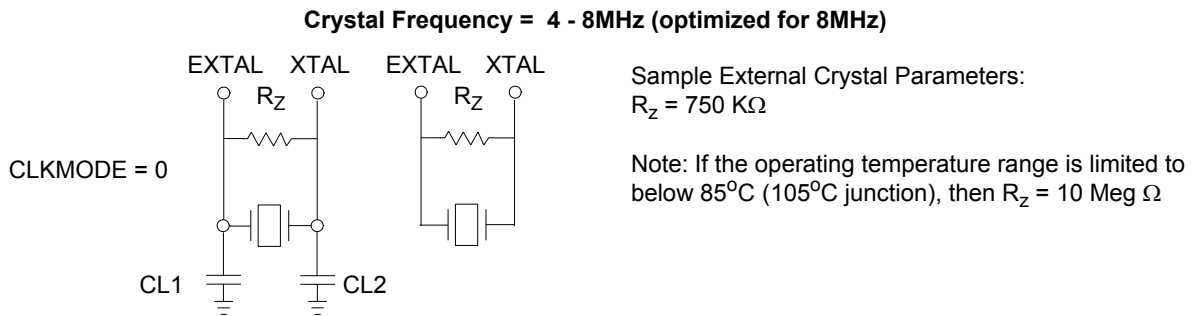 Crystal Frequency = 4 - 8MHz (optimized for 8MHz)
EXTAL XTAL EXTAL XTAL
RZ RZ
Sample External Crystal Parameters:
Rz = 750 KΩ
CLKMODE = 0
Note: If the operating temperature range is limited to
below 85°C (105°C junction), then Rz = 10 Meg Ω
CL1 CL2